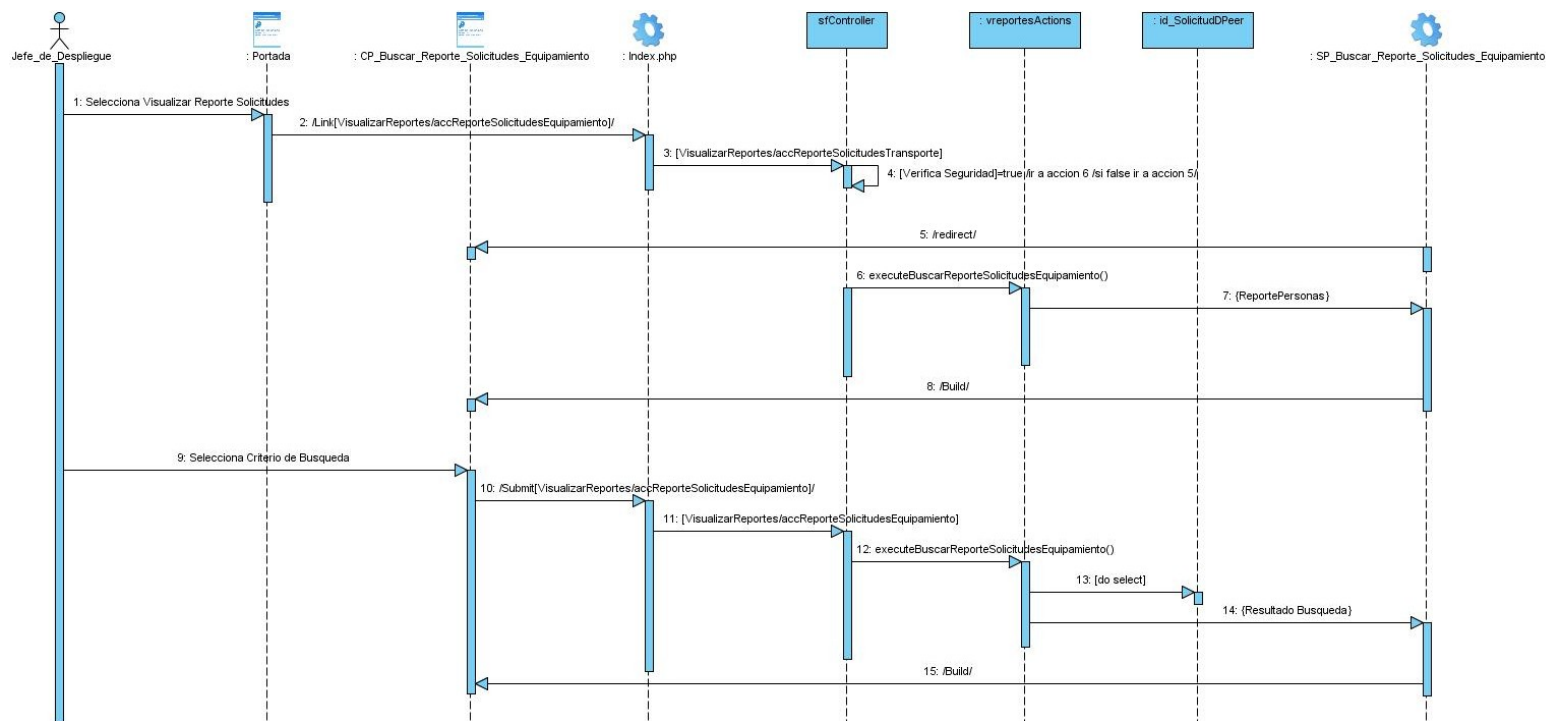 sfController
: vreportesActions
: id_SolicitudDPeer
Jefe_de_Despliegue
: Portada
: CP_Buscar_Reporte_Solicitudes_Equipamiento
: Index.php
: SP_Buscar_Reporte_Solicitudes_Equipamiento
1: Selecciona Visualizar Reporte Solicitudes
2: /Link[VisualizarReportes/accReporteSolicitudesEquipamiento]/
3: [VisualizarReportes/accReporteSolicitudesTransporte]
4: [Verifica Seguridad]=true /ir a accion 6 /si false ir a accion 5/
5: /redirect/
6: executeBuscarReporteSolicitudesEquipamiento()
7: {ReportePersonas}
8: /Build/
9: Selecciona Criterio de Busqueda
10: /Submit[VisualizarReportes/accReporteSolicitudesEquipamiento]/
11: [VisualizarReportes/accReporteSolicitudesEquipamiento]
12: executeBuscarReporteSolicitudesEquipamiento()
13: [do select]
14: {Resultado Busqueda}
15: /Build/